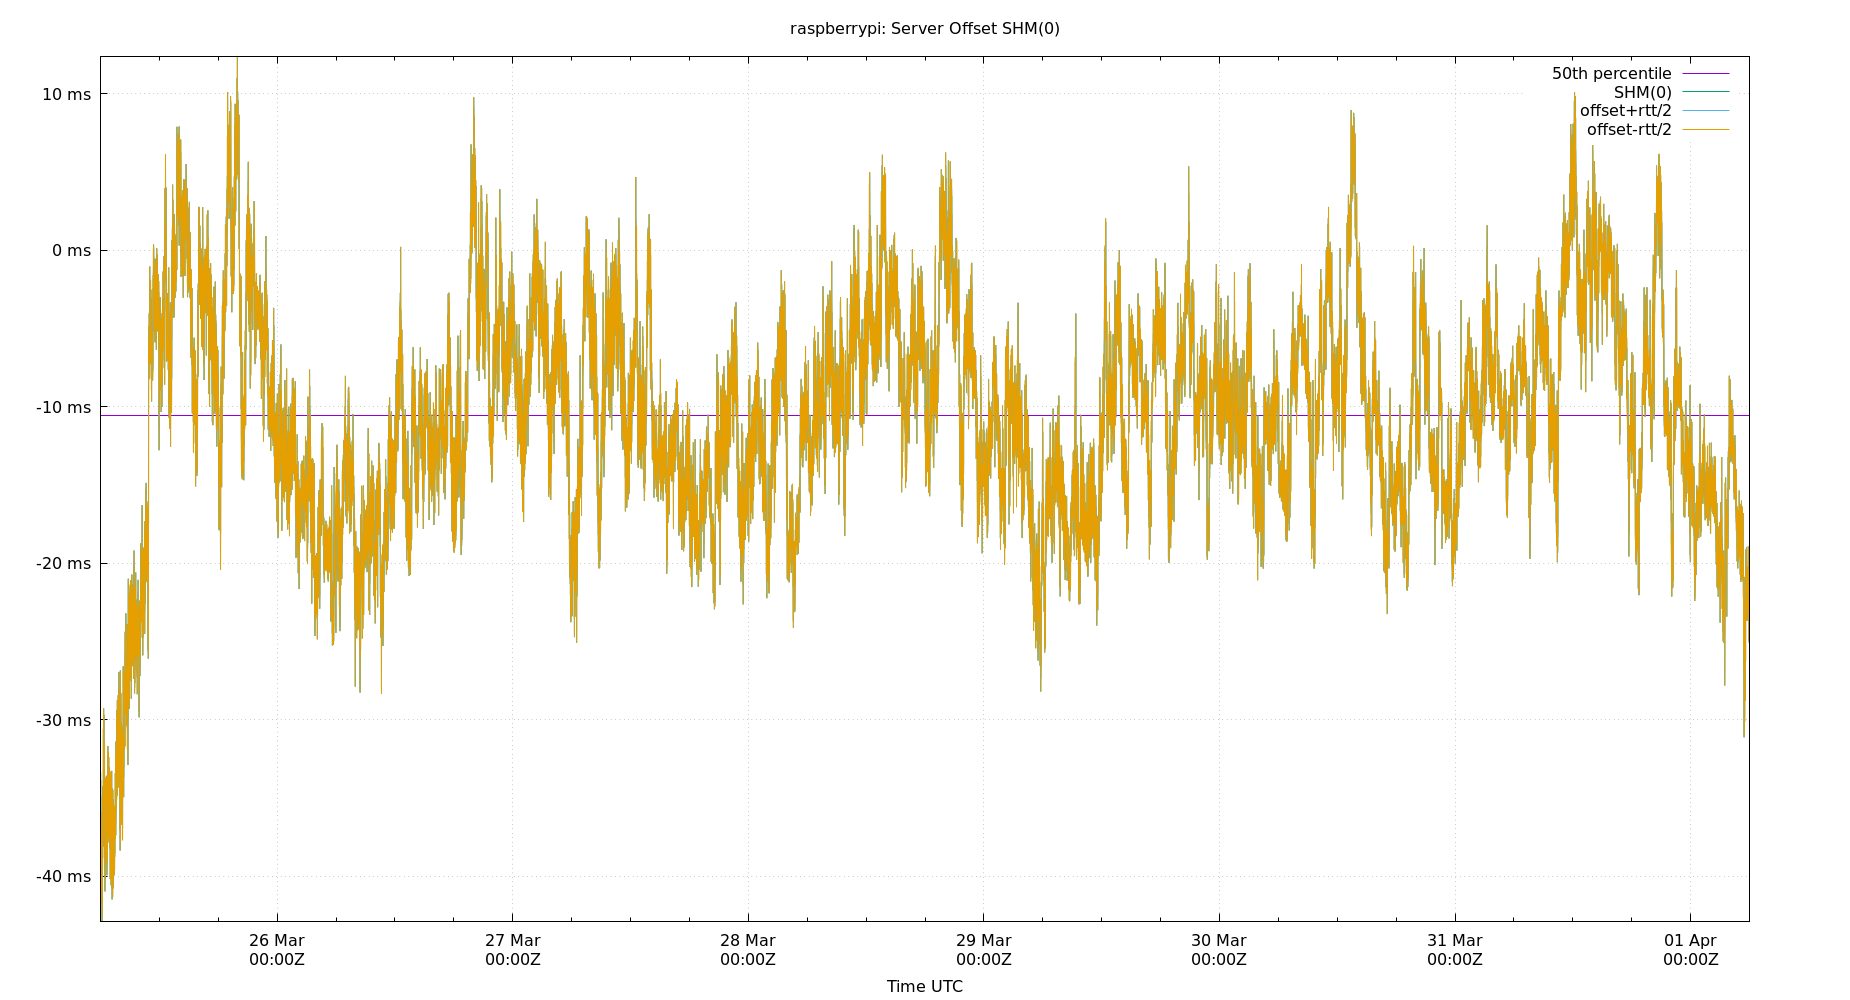 raspberrypi: Server Offset SHM(0)
50th percentile
SHM(0)
offset+rtt/2
offset-rtt/2
10 ms
0 ms
-10 ms
-20 ms
-30 ms
-40 ms
26 Mar 27 Mar 28 Mar 29 Mar 30 Mar 31 Mar 01 Apr
00:00Z 00:00Z 00:00Z 00:00Z 00:00Z 00:00Z 00:00Z
Time UTC